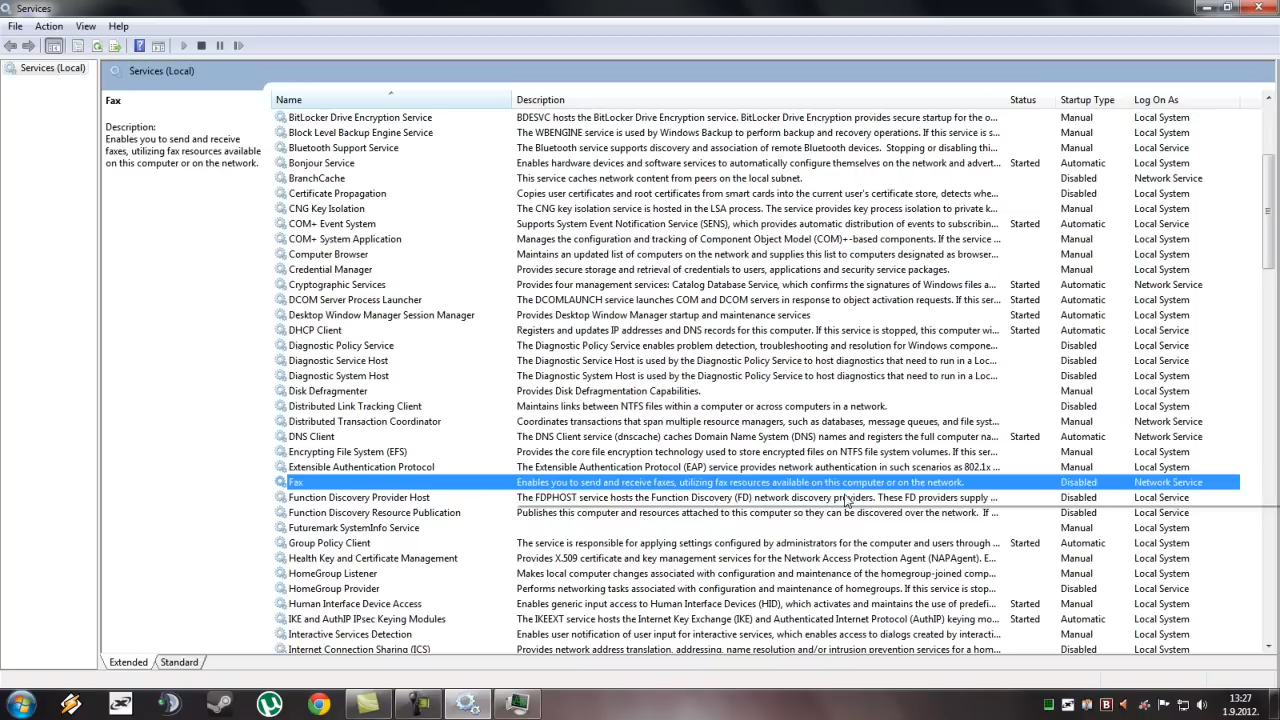 Services
File Action View Help
Services (Local)
Services (Local)
Fax
Description:
Enables you to send and receive
faxes, utilizing fax resources available
on this computer or on the network.
Name Description Status Startup Type Log On As
BitLocker Drive Encryption Service BDESVC hosts the BitLocker Drive Encryption service. BitLocker Drive Encryption provides secure startup for the o... Manual Local System
Block Level Backup Engine Service The WBENGINE service is used by Windows Backup to perform backup and recovery operations. If this service is s... Manual Local System
Bluetooth Support Service The Bluetooth service supports discovery and association of remote Bluetooth devices. Stopping or disabling thi... Manual Local Service
Bonjour Service Enables hardware devices and software services to automatically configure themselves on the network and advert... Started Automatic Local System
BranchCache This service caches network content from peers on the local subnet. Disabled Network Service
Certificate Propagation Copies user certificates and root certificates from smart cards into the current user's certificate store, detects whe... Disabled Local System
CNG Key Isolation The CNG key isolation service is hosted in the LSA process. The service provides key process isolation to private k... Manual Local System
COM+ Event System Supports System Event Notification Service (SENS), which provides automatic distribution of events to subscribin... Started Automatic Local Service
COM+ System Application Manages the configuration and tracking of Component Object Model (COM)+-based components. If the service ... Manual Local System
Computer Browser Maintains an updated list of computers on the network and supplies this list to computers designated as browser... Manual Local System
Credential Manager Provides secure storage and retrieval of credentials to users, applications and security service packages. Manual Local System
Cryptographic Services Provides four management services: Catalog Database Service, which confirms the signatures of Windows files a... Started Automatic Network Service
DCOM Server Process Launcher The DCOMLAUNCH service launches COM and DCOM servers in response to object activation requests. If this ser... Started Automatic Local System
Desktop Window Manager Session Manager Provides Desktop Window Manager startup and maintenance services Started Automatic Local System
DHCP Client Registers and updates IP addresses and DNS records for this computer. If this service is stopped, this computer wi... Started Automatic Local Service
Diagnostic Policy Service The Diagnostic Policy Service enables problem detection, troubleshooting and resolution for Windows compone... Disabled Local Service
Diagnostic Service Host The Diagnostic Service Host is used by the Diagnostic Policy Service to host diagnostics that need to run in a Loc... Disabled Local Service
Diagnostic System Host The Diagnostic System Host is used by the Diagnostic Policy Service to host diagnostics that need to run in a Loc... Disabled Local System
Disk Defragmenter Provides Disk Defragmentation Capabilities. Manual Local System
Distributed Link Tracking Client Maintains links between NTFS files within a computer or across computers in a network. Disabled Local System
Distributed Transaction Coordinator Coordinates transactions that span multiple resource managers, such as databases, message queues, and file syst... Manual Network Service
DNS Client The DNS Client service (dnscache) caches Domain Name System (DNS) names and registers the full computer na... Started Automatic Network Service
Encrypting File System (EFS) Provides the core file encryption technology used to store encrypted files on NTFS file system volumes. If this ser... Manual Local System
Extensible Authentication Protocol The Extensible Authentication Protocol (EAP) service provides network authentication in such scenarios as 802.1x ... Manual Local System
Fax Enables you to send and receive faxes, utilizing fax resources available on this computer or on the network. Disabled Network Service
Function Discovery Provider Host The FDPHOST service hosts the Function Discovery (FD) network discovery providers. These FD providers supply ... Disabled Local Service
Function Discovery Resource Publication Publishes this computer and resources attached to this computer so they can be discovered over the network. If ... Disabled Local Service
Futuremark SystemInfo Service Manual Local System
Group Policy Client The service is responsible for applying settings configured by administrators for the computer and users through ... Started Automatic Local System
Health Key and Certificate Management Provides X.509 certificate and key management services for the Network Access Protection Agent (NAPAgent). E... Manual Local System
HomeGroup Listener Makes local computer changes associated with configuration and maintenance of the homegroup-joined comp... Manual Local System
HomeGroup Provider Performs networking tasks associated with configuration and maintenance of homegroups. If this service is stop... Disabled Local Service
Human Interface Device Access Enables generic input access to Human Interface Devices (HID), which activates and maintains the use of predefi... Started Manual Local System
IKE and AuthIP IPsec Keying Modules The IKEEXT service hosts the Internet Key Exchange (IKE) and Authenticated Internet Protocol (AuthIP) keying mo... Started Automatic Local System
Interactive Services Detection Enables user notification of user input for interactive services, which enables access to dialogs created by interacti... Manual Local System
Internet Connection Sharing (ICS) Provides network address translation, addressing, name resolution and/or intrusion prevention services for a hom... Disabled Local System
Extended Standard
13:27
1.9.2012.